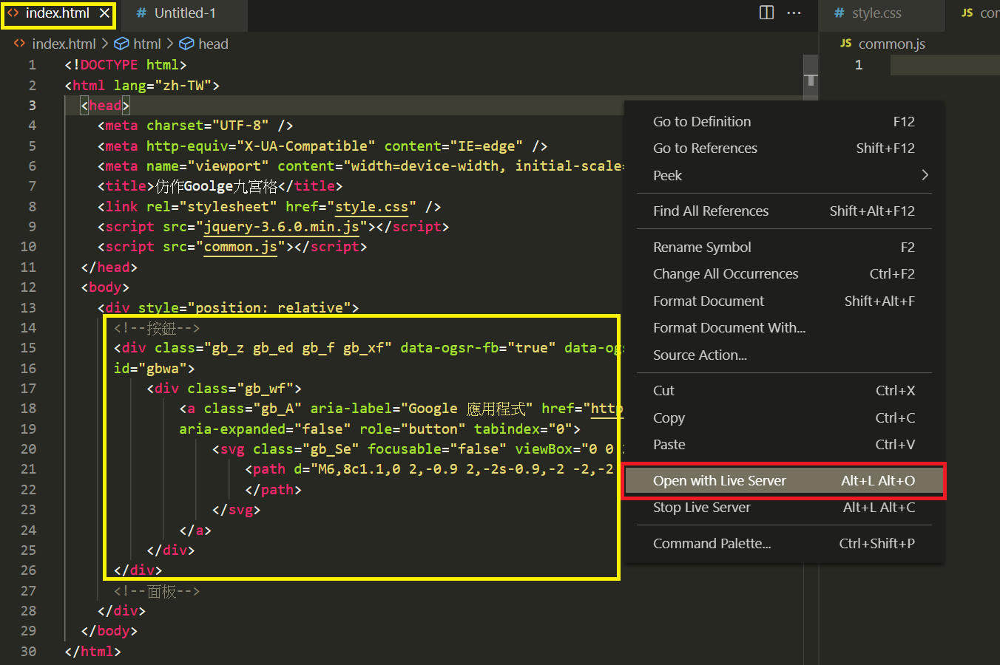 index.html
# Untitled-1
# style.css
JS
index.html > html > head
JS common.js
1 <!DOCTYPE html>
2 <html lang="zh-TW">
3 <head>
4 <meta charset="UTF-8" />
5 <meta http-equiv="X-UA-Compatible" content="IE=edge" />
6 <meta name="viewport" content="width=device-width, initial-scale=
7 <title>仿作Goolge九宮格</title>
8 <link rel="stylesheet" href="style.css" />
9 <script src="jquery-3.6.0.min.js"></script>
10 <script src="common.js"></script>
11 </head>
12 <body>
13 <div style="position: relative">
14 <!--按鈕-->
15 <div class="gb_z gb_ed gb_f gb_xf" data-ogsr-fb="true"
16 id="gbwa">
17 <div class="gb_wf">
18 <a class="gb_A" aria-label="Google 應用程式" href="http
19 aria-expanded="false" role="button" tabindex="0">
20 <svg class="gb_Se" focusable="false" viewBox="0 0
21 <path d="M6,8c1.1,0 2,-0.9 2,-2s-0.9,-2 -2,-2
22 </path>
23 </svg>
24 </a>
25 </div>
26 </div>
27 <!--面板-->
28 </div>
29 </body>
30 </html>
1
Go to Definition F12
Go to References Shift+F12
Peek
Find All References Shift+Alt+F12
Rename Symbol F2
Change All Occurrences Ctrl+F2
Format Document Shift+Alt+F
Format Document With...
Source Action...
Cut Ctrl+X
Copy Ctrl+C
Paste Ctrl+V
Open with Live Server Alt+L Alt+O
Stop Live Server Alt+L Alt+C
Command Palette... Ctrl+Shift+P